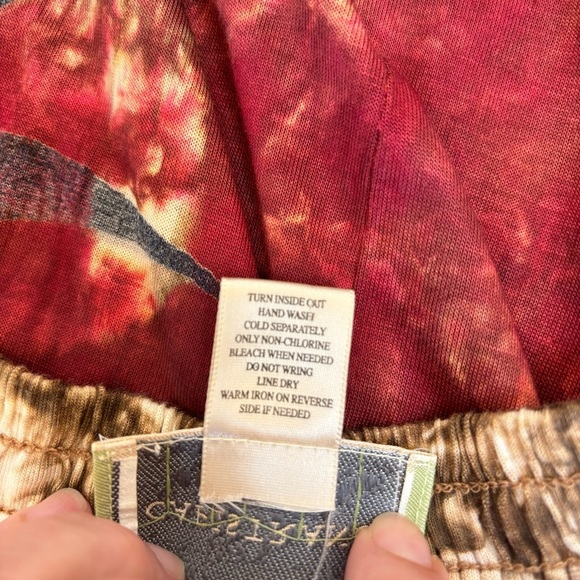 TURN INSIDE OUT
HAND WASH
COLD SEPARATELY
ONLY NON-CHLORINE
BLEACH WHEN NEEDED
DO NOT WRING
LINE DRY
WARM IRON ON REVERSE
SIDE IF NEEDED